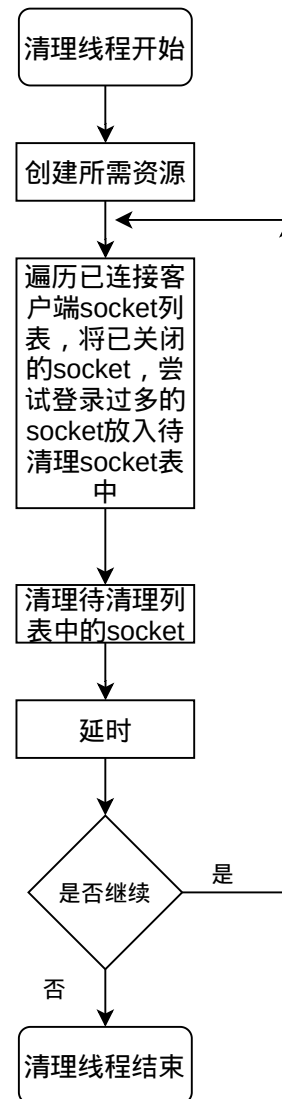 清理线程开始
创建所需资源
遍历已连接客
户端socket列
表，将已关闭
的socket，尝
试登录过多的
socket放入待
清理socket表
中
清理待清理列
表中的socket
延时
是否继续
是
否
清理线程结束